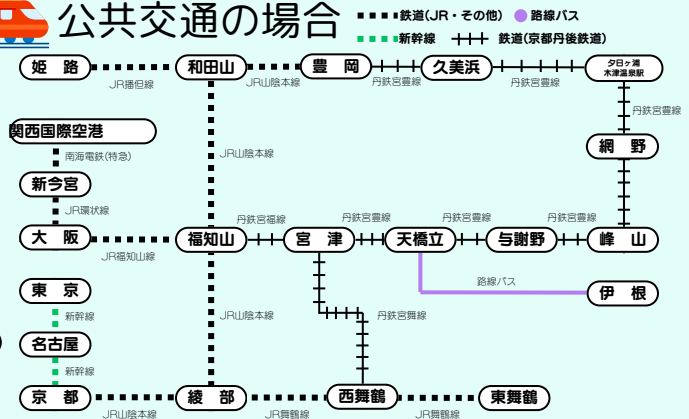 公共交通の場合
鉄道(JR・その他) 路線バス
新幹線 鉄道(京都丹後鉄道)
姫路 和田山 豊岡 久美浜 夕日ヶ浦
木津温泉駅
JR播但線 JR山陰本線 丹鉄宮豊線 丹鉄宮豊線
丹鉄宮豊線
関西国際空港
網野
南海電鉄(特急) JR山陰本線
新今宮
丹鉄宮豊線
JR環状線
丹鉄宮福線 丹鉄宮豊線 丹鉄宮豊線 丹鉄宮豊線
大阪 福知山 宮津 天橋立 与謝野 峰山
JR福知山線
路線バス
東京 伊根
新幹線 JR山陰本線 丹鉄宮舞線
名古屋
新幹線
京都 綾部 西舞鶴 東舞鶴
JR山陰本線 JR舞鶴線 JR舞鶴線